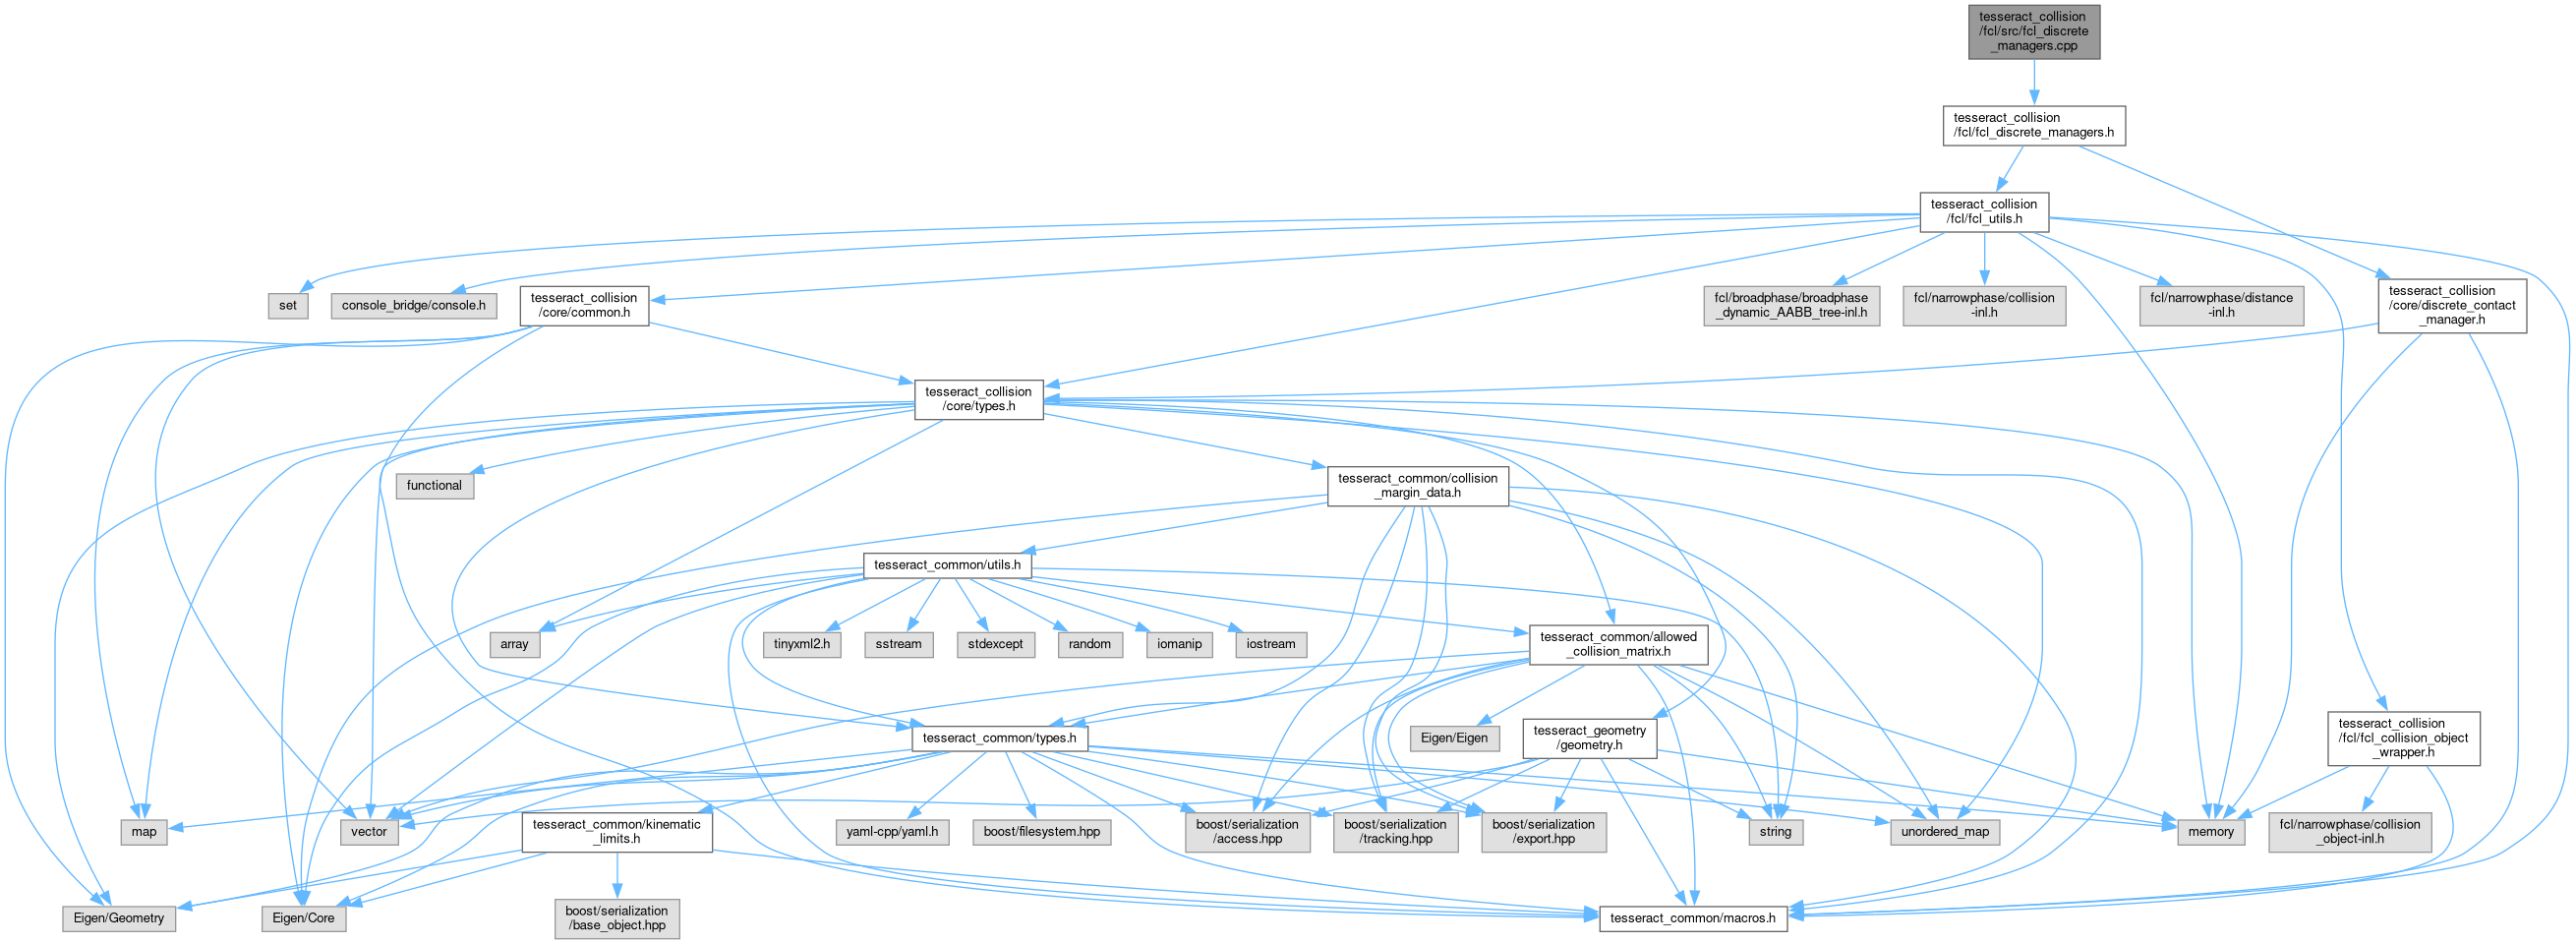 tesseract_collision
/fcl/src/fcl_discrete
_managers.cpp
tesseract_collision
/fcl/fcl_discrete_managers.h
tesseract_collision
/fcl/fcl_utils.h
set
console_bridge/console.h
tesseract_collision
/core/common.h
fcl/broadphase/broadphase
_dynamic_AABB_tree-inl.h
fcl/narrowphase/collision
-inl.h
fcl/narrowphase/distance
-inl.h
tesseract_collision
/core/discrete_contact
_manager.h
tesseract_collision
/core/types.h
functional
tesseract_common/collision
_margin_data.h
tesseract_common/utils.h
array
tinyxml2.h
sstream
stdexcept
random
iomanip
iostream
tesseract_common/allowed
_collision_matrix.h
tesseract_common/types.h
Eigen/Eigen
tesseract_geometry
/geometry.h
tesseract_collision
/fcl/fcl_collision_object
_wrapper.h
map
vector
tesseract_common/kinematic
_limits.h
yaml-cpp/yaml.h
boost/filesystem.hpp
boost/serialization
/access.hpp
boost/serialization
/tracking.hpp
boost/serialization
/export.hpp
string
unordered_map
memory
fcl/narrowphase/collision
_object-inl.h
Eigen/Geometry
Eigen/Core
boost/serialization
/base_object.hpp
tesseract_common/macros.h